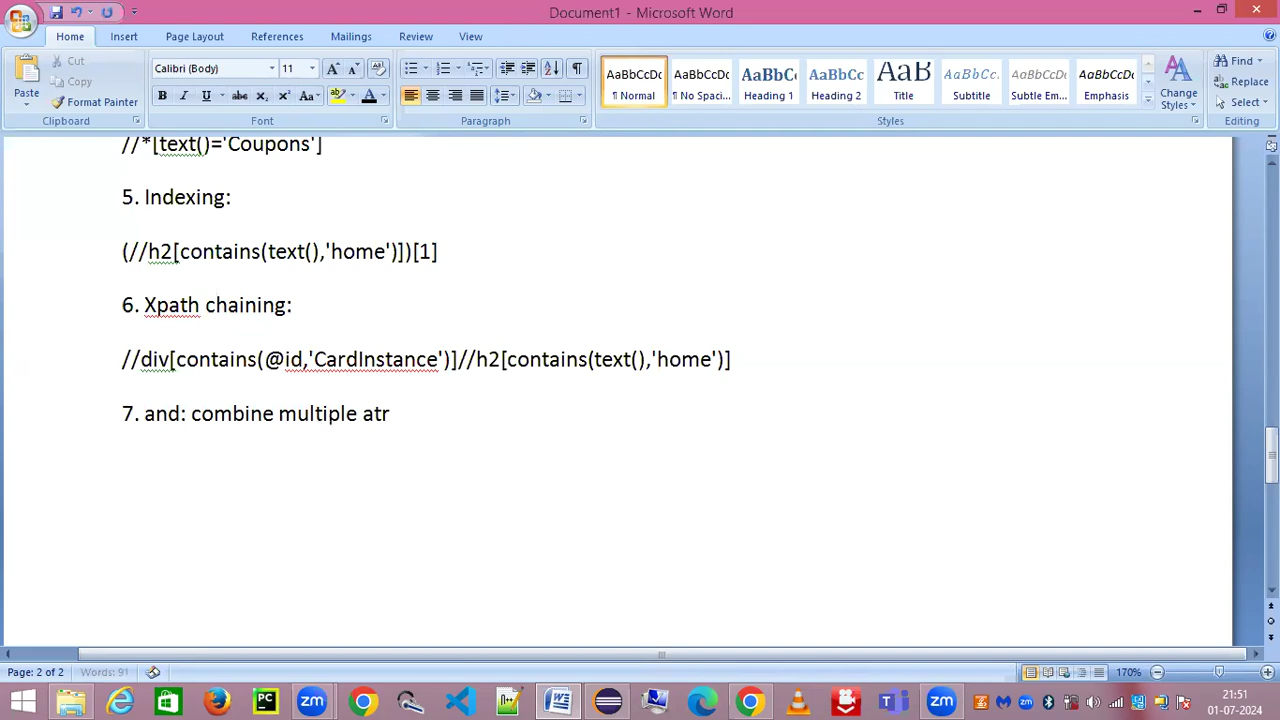 Document1 - Microsoft Word
Home Insert Page Layout References Mailings Review View
Paste
Cut
Copy
Format Painter
Clipboard
Calibri (Body) 11
Font
Paragraph
AaBbCcDc AaBbCcDc AaBbCc AaBbCc AaB AaBbCc. AaBbCcDc AaBbCcDc
¶ Normal ¶ No Spaci... Heading 1 Heading 2 Title Subtitle Subtle Em... Emphasis
Change Styles
Styles
Find
Replace
Select
Editing
//*[text()='Coupons']
5. Indexing:
(//h2[contains(text(),'home')])[1]
6. Xpath chaining:
//div[contains(@id,'CardInstance')]//h2[contains(text(),'home')]
7. and: combine multiple atr
Page: 2 of 2 Words: 91 170%
21:51
01-07-2024